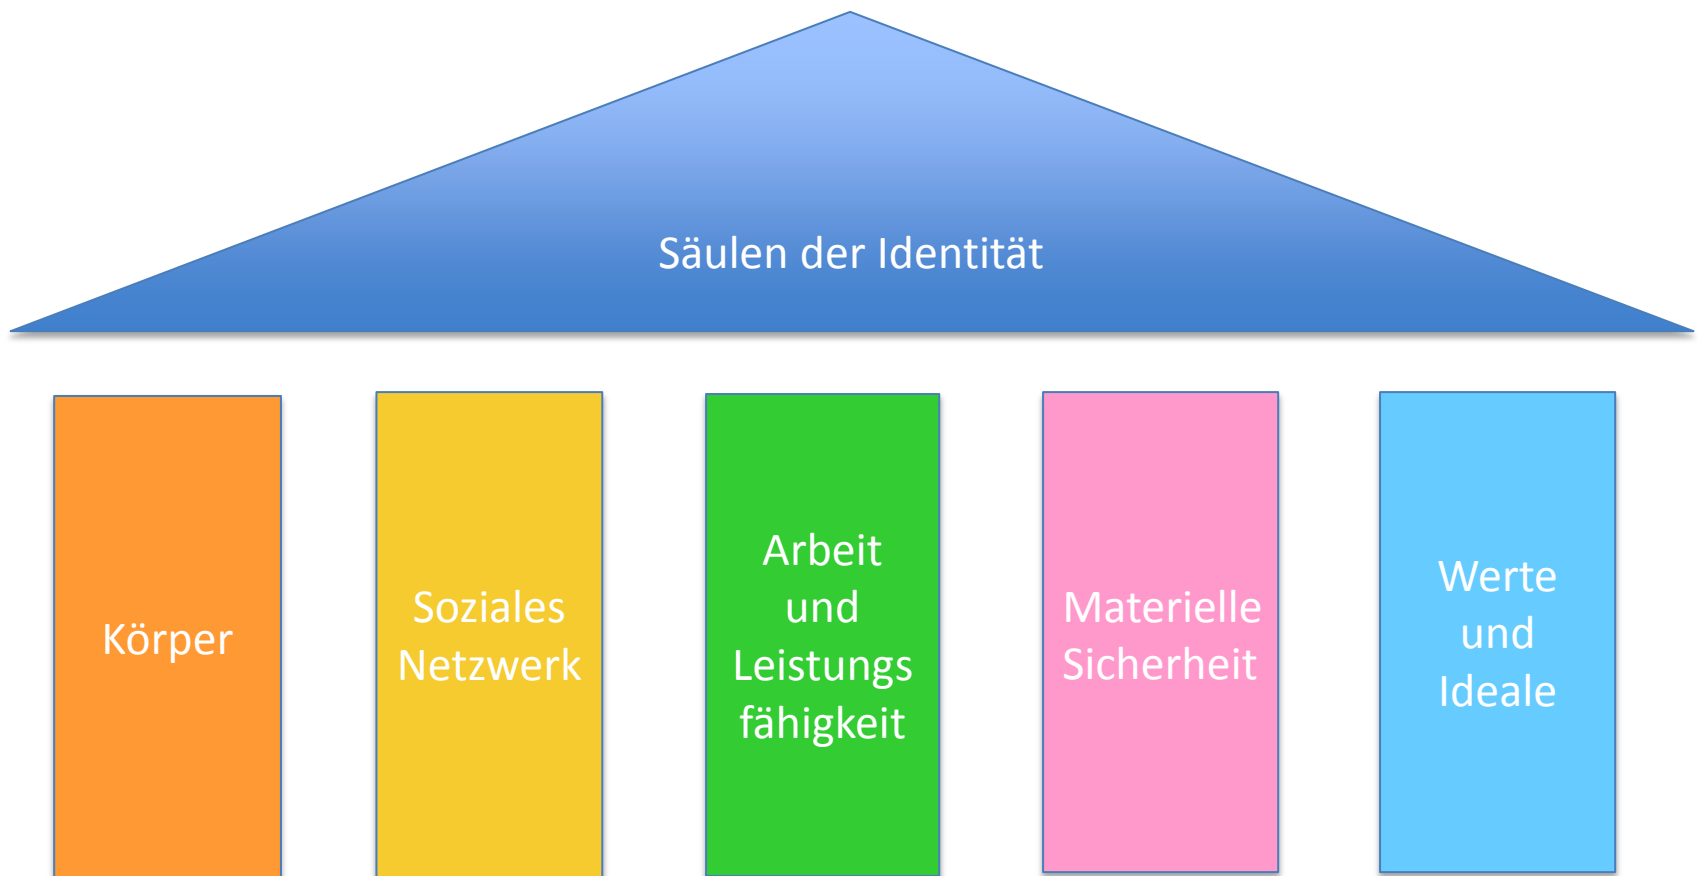 Säulen der Identität
Körper
Soziales
Netzwerk
Arbeit
und
Leistungs
fähigkeit
Materielle
Sicherheit
Werte
und
Ideale